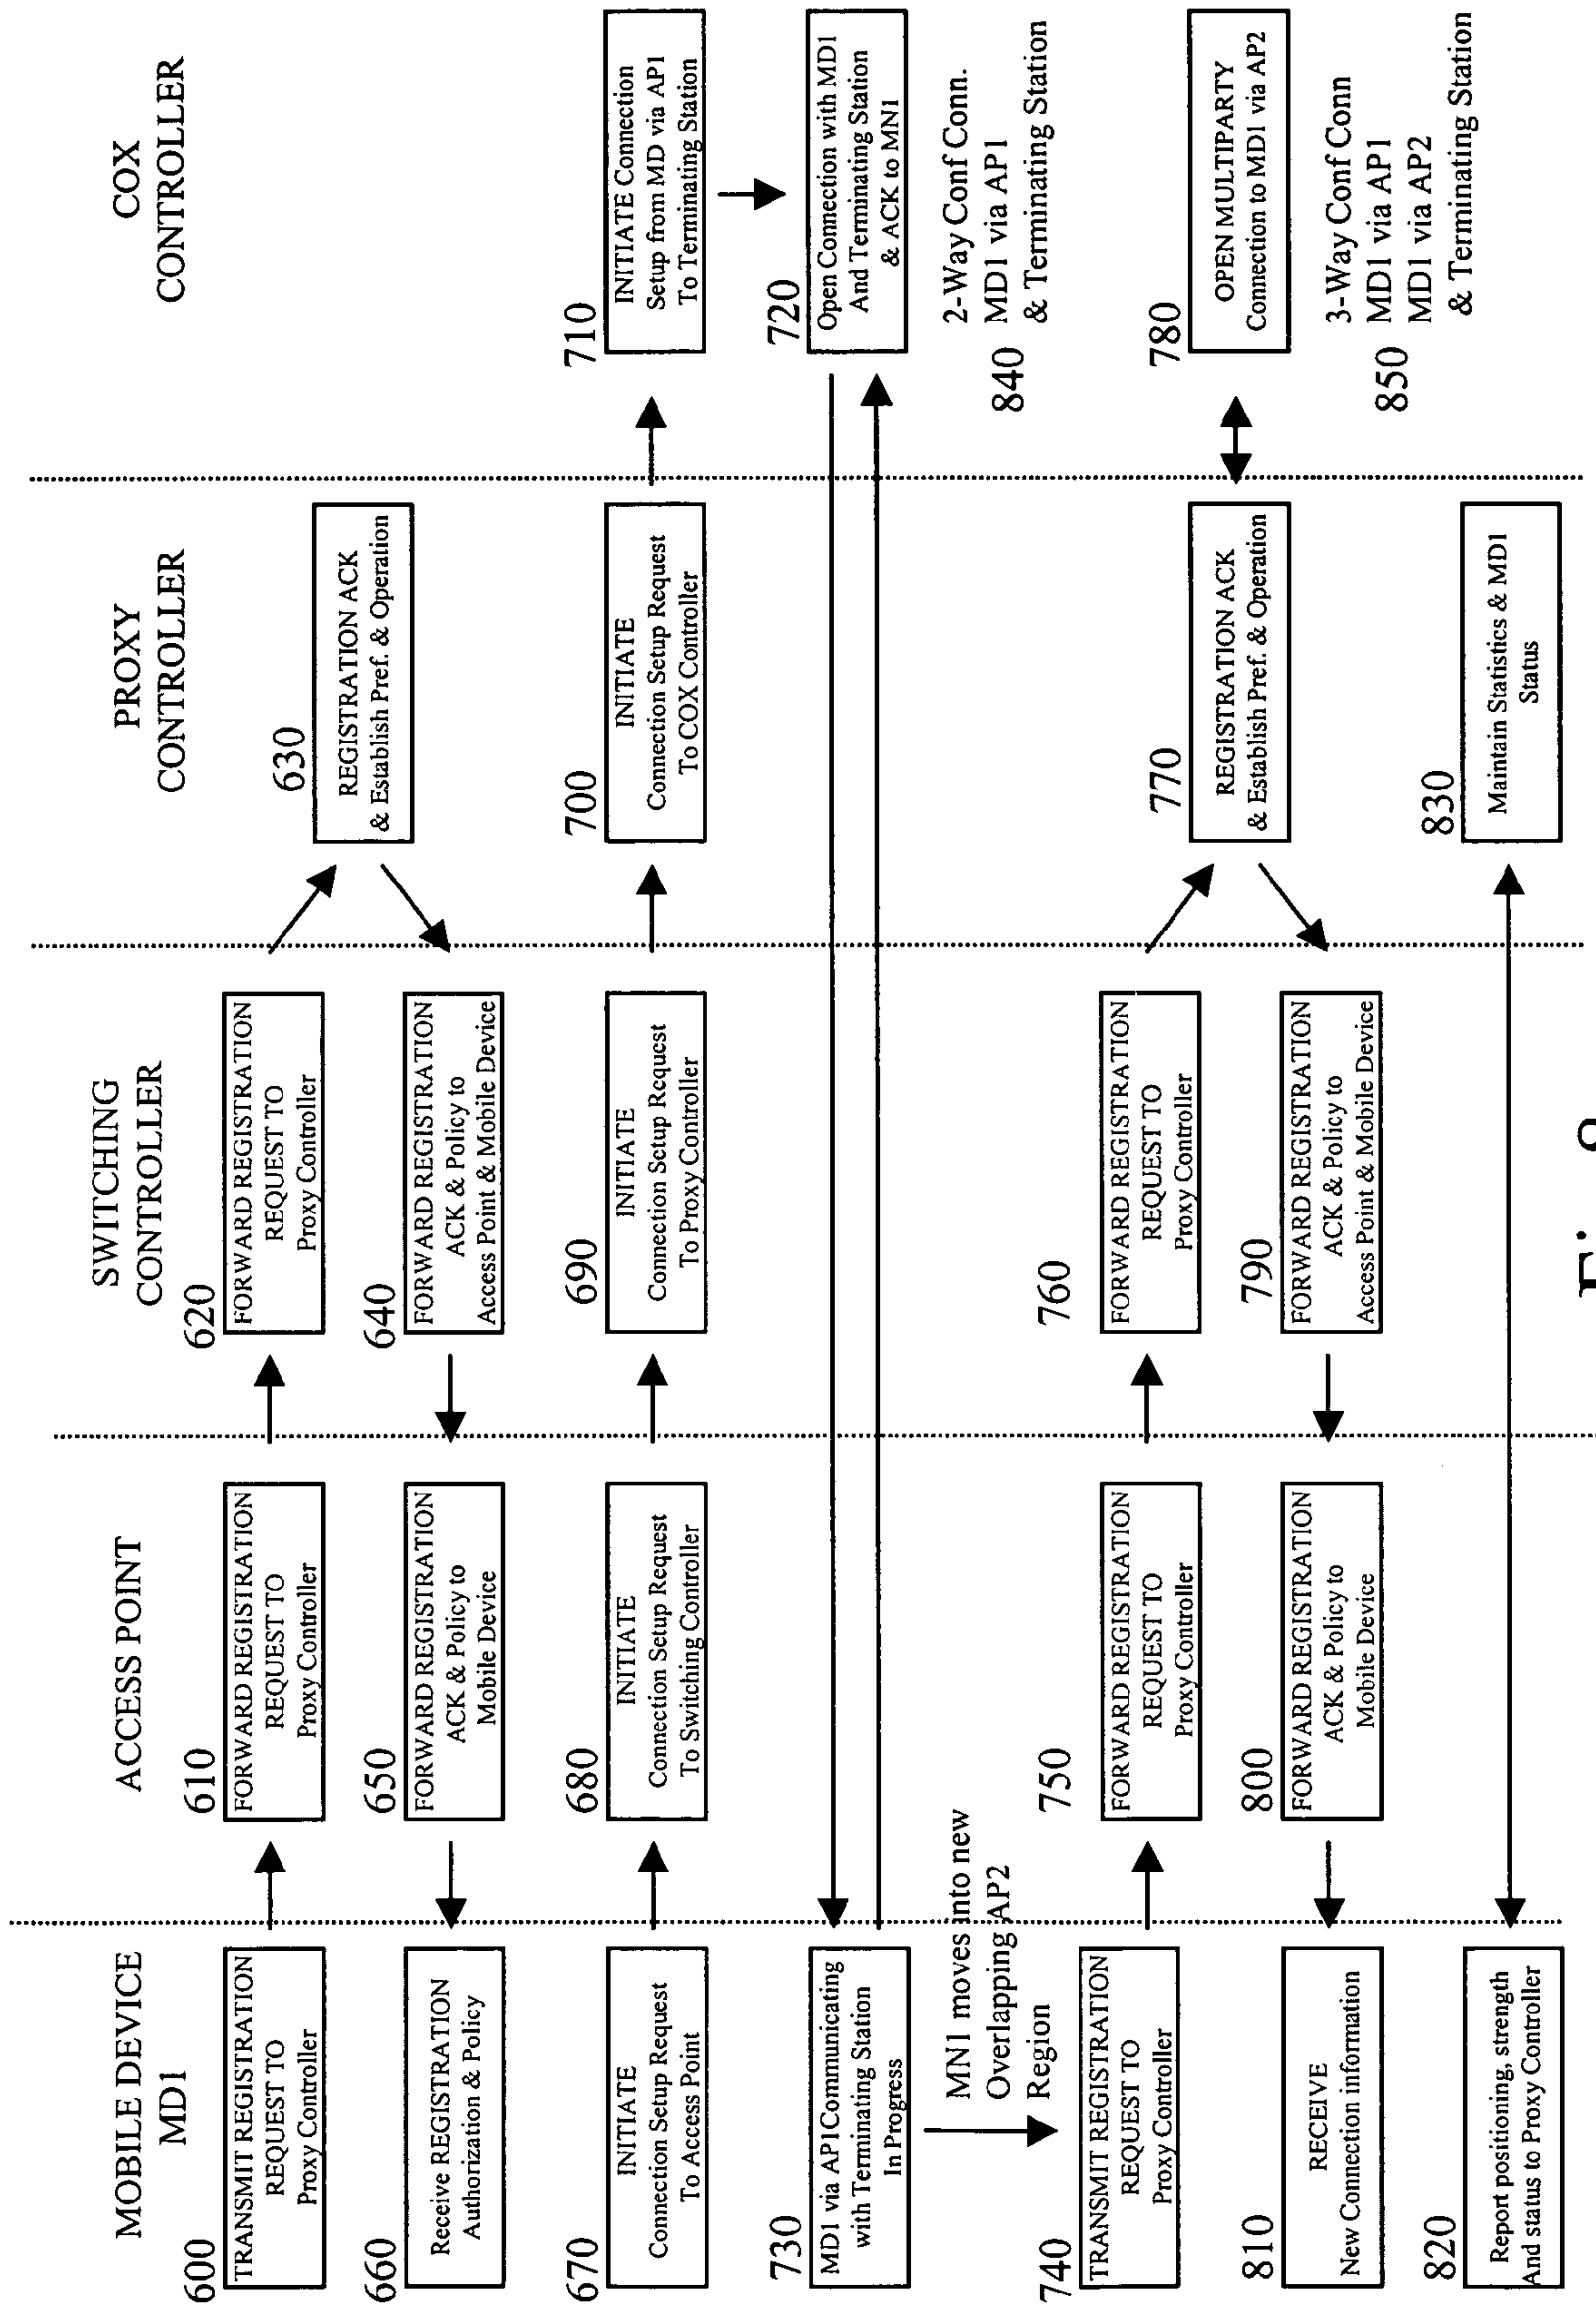 MOBILE DEVICE
MD1
ACCESS POINT
SWITCHING
CONTROLLER
PROXY
CONTROLLER
COX
CONTROLLER
600
TRANSMIT REGISTRATION
REQUEST TO
Proxy Controller
610
FORWARD REGISTRATION
REQUEST TO
Proxy Controller
620
FORWARD REGISTRATION
REQUEST TO
Proxy Controller
630
REGISTRATION ACK
& Establish Pref. & Operation
660
Receive REGISTRATION
Authorization & Policy
650
FORWARD REGISTRATION
ACK & Policy to
Mobile Device
640
FORWARD REGISTRATION
ACK & Policy to
Access Point & Mobile Device
670
INITIATE
Connection Setup Request
To Access Point
680
INITIATE
Connection Setup Request
To Switching Controller
690
INITIATE
Connection Setup Request
To Proxy Controller
700
INITIATE
Connection Setup Request
To COX Controller
710
INITIATE Connection
Setup from MD via AP1
To Terminating Station
720
Open Connection with MD1
And Terminating Station
& ACK to MN1
730
MD1 via AP1Communicating
with Terminating Station
In Progress
2-Way Conf Conn.
MD1 via AP1
840
& Terminating Station
MN1 moves into new
Overlapping AP2
Region
740
TRANSMIT REGISTRATION
REQUEST TO
Proxy Controller
750
FORWARD REGISTRATION
REQUEST TO
Proxy Controller
760
FORWARD REGISTRATION
REQUEST TO
Proxy Controller
770
REGISTRATION ACK
& Establish Pref. & Operation
780
OPEN MULTIPARTY
Connection to MD1 via AP2
810
RECEIVE
New Connection information
800
FORWARD REGISTRATION
ACK & Policy to
Mobile Device
790
FORWARD REGISTRATION
ACK & Policy to
Access Point & Mobile Device
3-Way Conf Conn
MD1 via AP1
850
MD1 via AP2
& Terminating Station
820
Report positioning, strength
And status to Proxy Controller
830
Maintain Statistics & MD1
Status